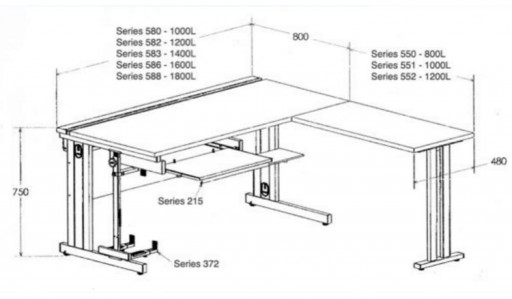 Series 580 - 1000L
Series 582 - 1200L
Series 583 - 1400L
Series 586 - 1600L
Series 588 - 1800L
800
Series 550 - 800L
Series 551 - 1000L
Series 552 - 1200L
480
750
Series 215
Series 372